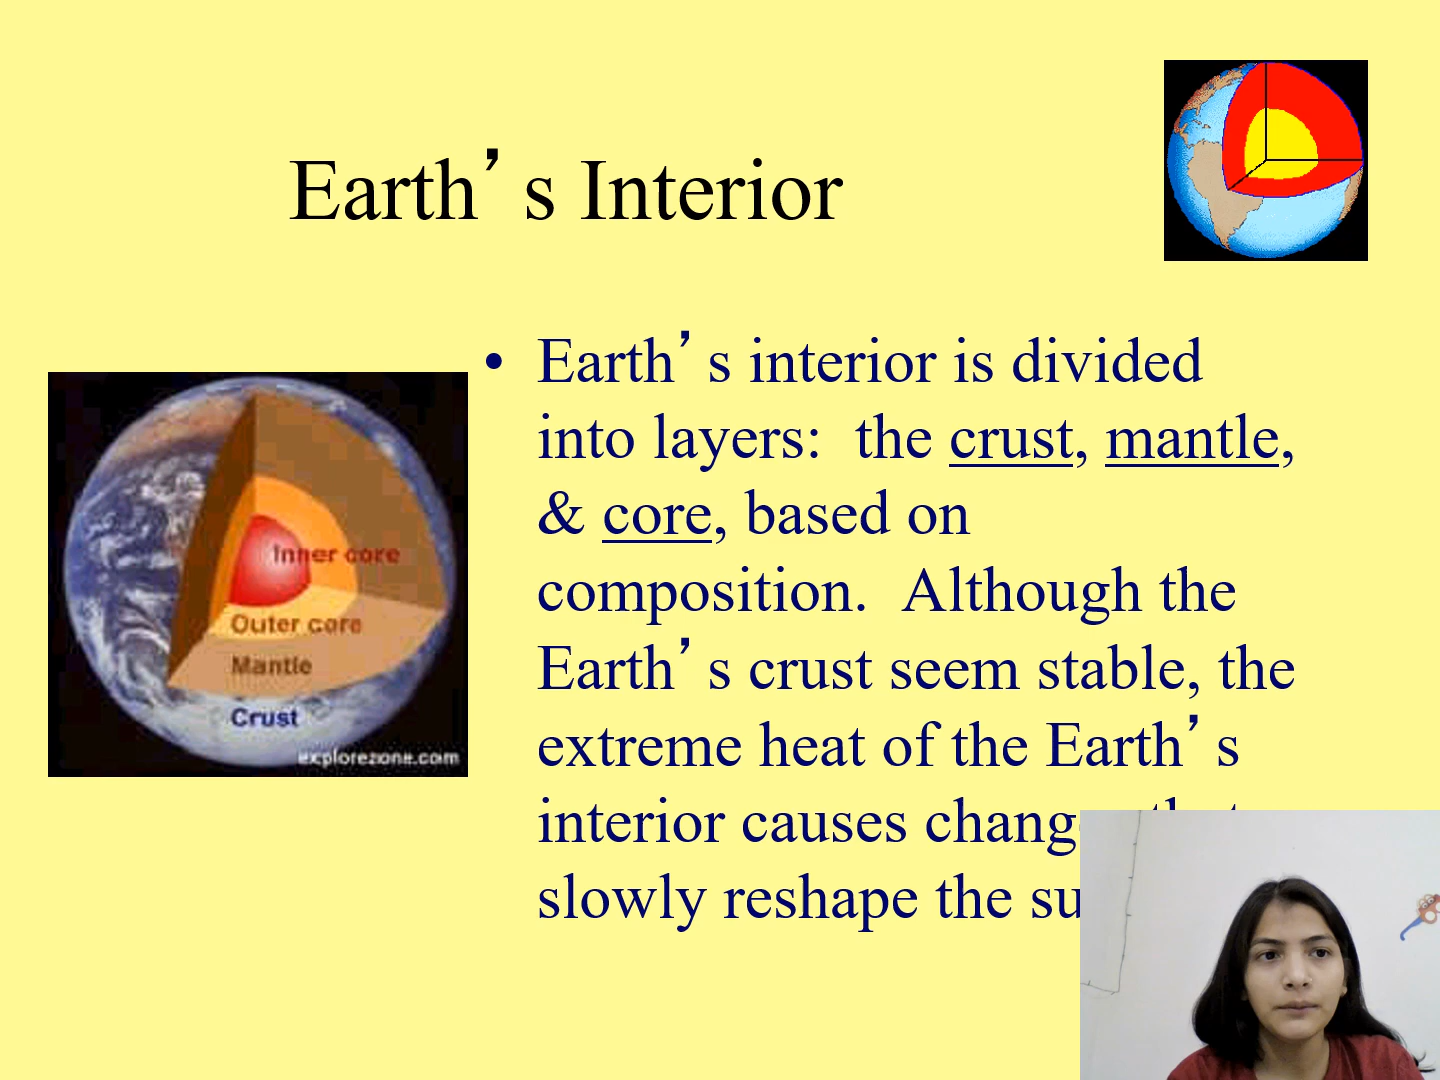 Earth’s Interior
• Earth’s interior is divided
into layers:  the crust, mantle,
& core, based on
composition.  Although the
Earth’s crust seem stable, the
extreme heat of the Earth’s
interior causes
slowly reshape the
Inner core
Outer core
Mantle
Crust
explorezone.com